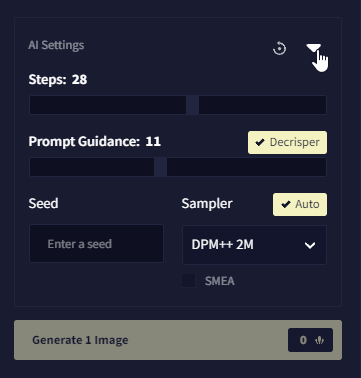 AI Settings
Steps: 28
Prompt Guidance: 11
Decrisper
Seed
Sampler
Auto
Enter a seed
DPM++ 2M
SMEA
Generate 1 Image
0